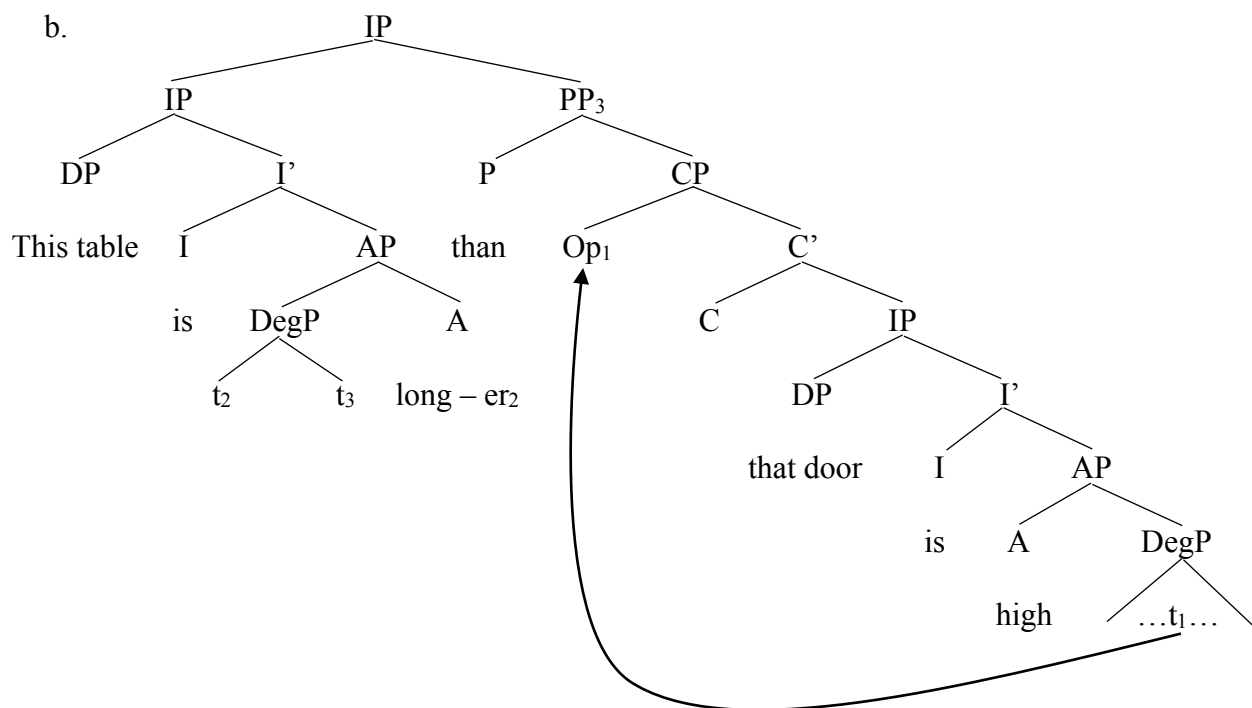 b. IP
IP PP₃
DP I’ P CP
This table I AP than Op₁ C’
is DegP A C IP
t₂ t₃ long – er₂ DP I’
that door I AP
is A DegP
high …t₁…